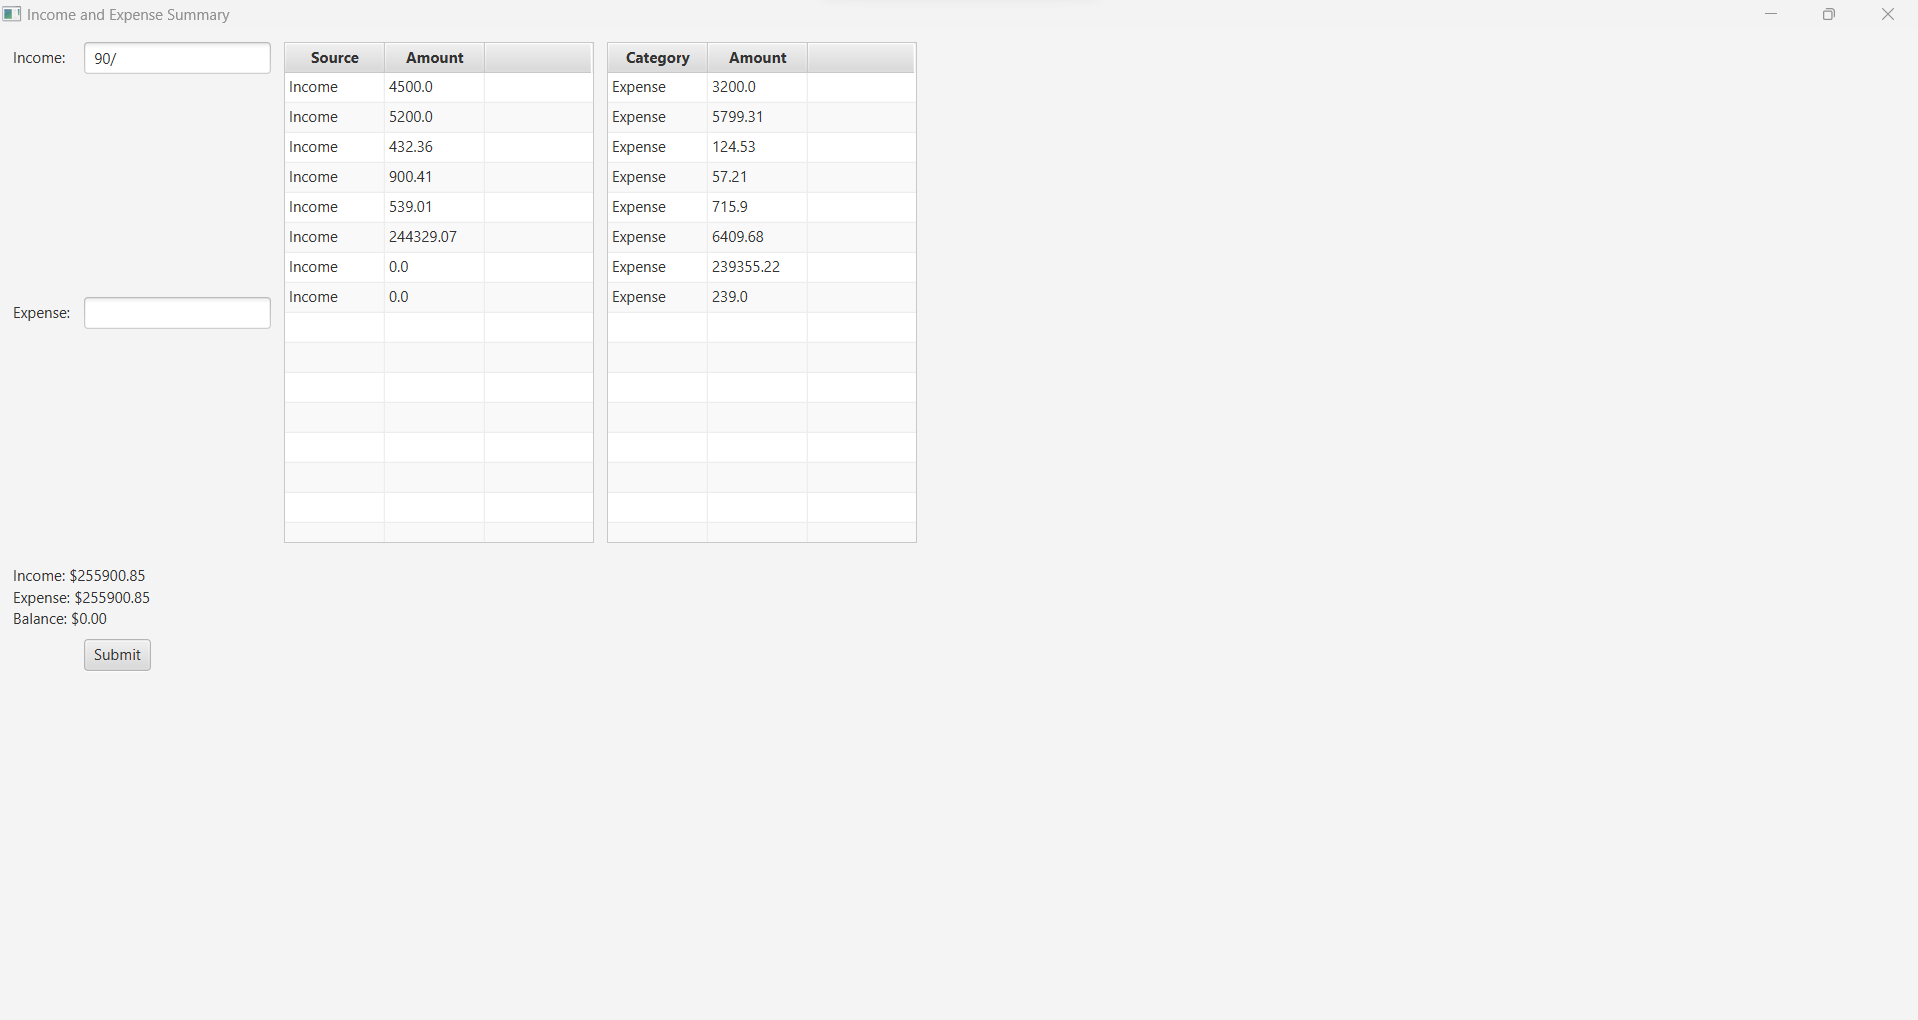 Income and Expense Summary
Income: 90/
Source Amount
Income 4500.0
Income 5200.0
Income 432.36
Income 900.41
Income 539.01
Income 244329.07
Income 0.0
Income 0.0
Category Amount
Expense 3200.0
Expense 5799.31
Expense 124.53
Expense 57.21
Expense 715.9
Expense 6409.68
Expense 239355.22
Expense 239.0
Expense:
Income: $255900.85
Expense: $255900.85
Balance: $0.00
Submit